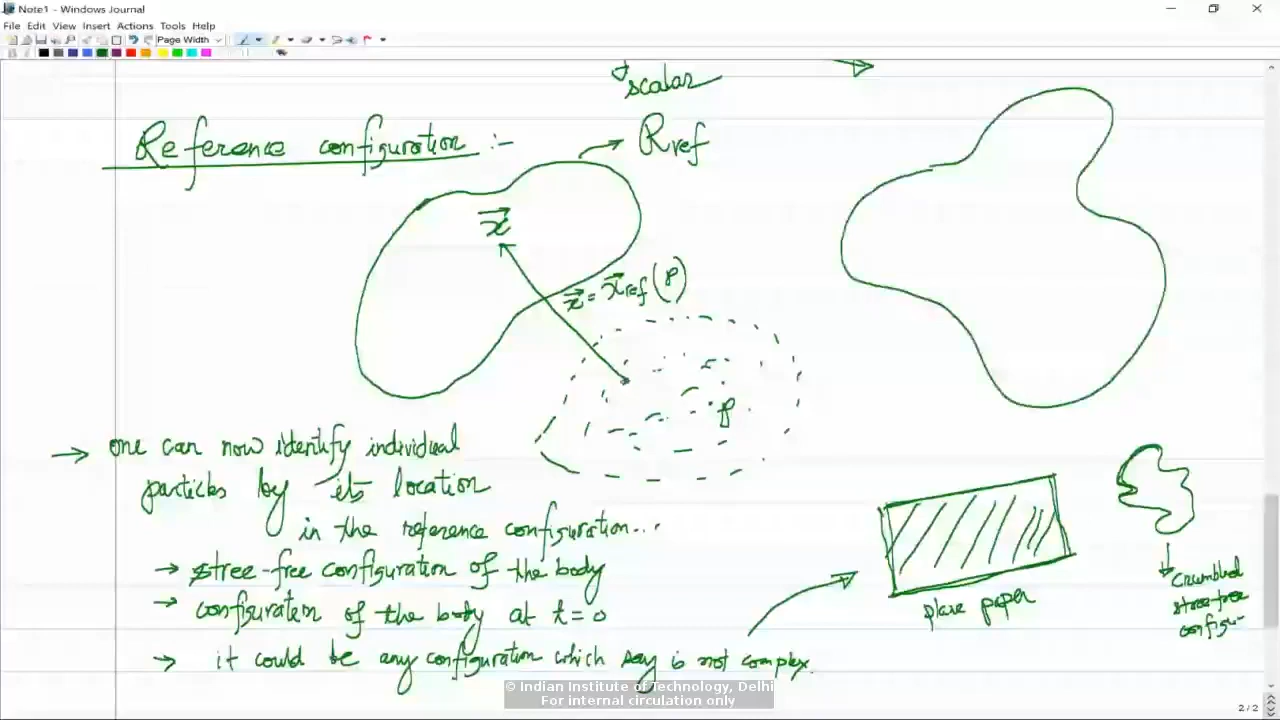 Note1 - Windows Journal
File Edit View Insert Actions Tools Help
Page Width
scalar
Reference configuration :-
Rref
x
x = xref (p)
p
→ one can now identify individual
particles by its location
in the reference configuration...
→ stree-free configuration of the body
→ configuration of the body at t = 0
→ it could be any configuration which say is not complex.
plane paper
crumbled
stree-free
config
© Indian Institute of Technology, Delhi
For internal circulation only
2 / 2